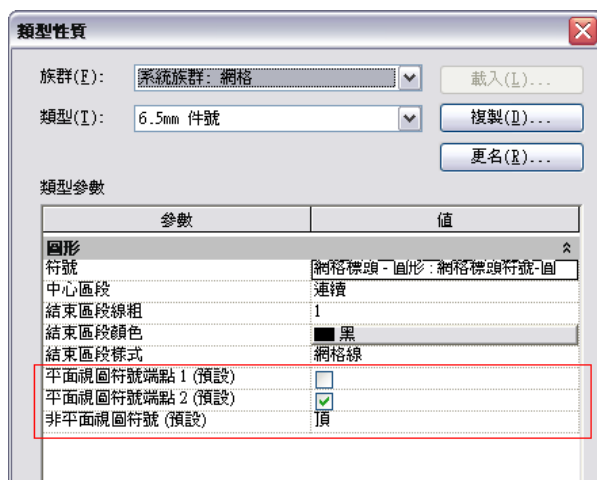 類型性質
族群(F): 系統族群: 網格 載入(L)...
類型(T): 6.5mm 件號 複製(D)...
更名(R)...
類型參數
參數 值
圖形
符號 網格標頭 - 圓形 : 網格標頭符號-圓
中心區段 連續
結束區段線粗 1
結束區段顏色 黑
結束區段樣式 網格線
平面視圖符號端點 1 (預設)
平面視圖符號端點 2 (預設)
非平面視圖符號 (預設) 頂